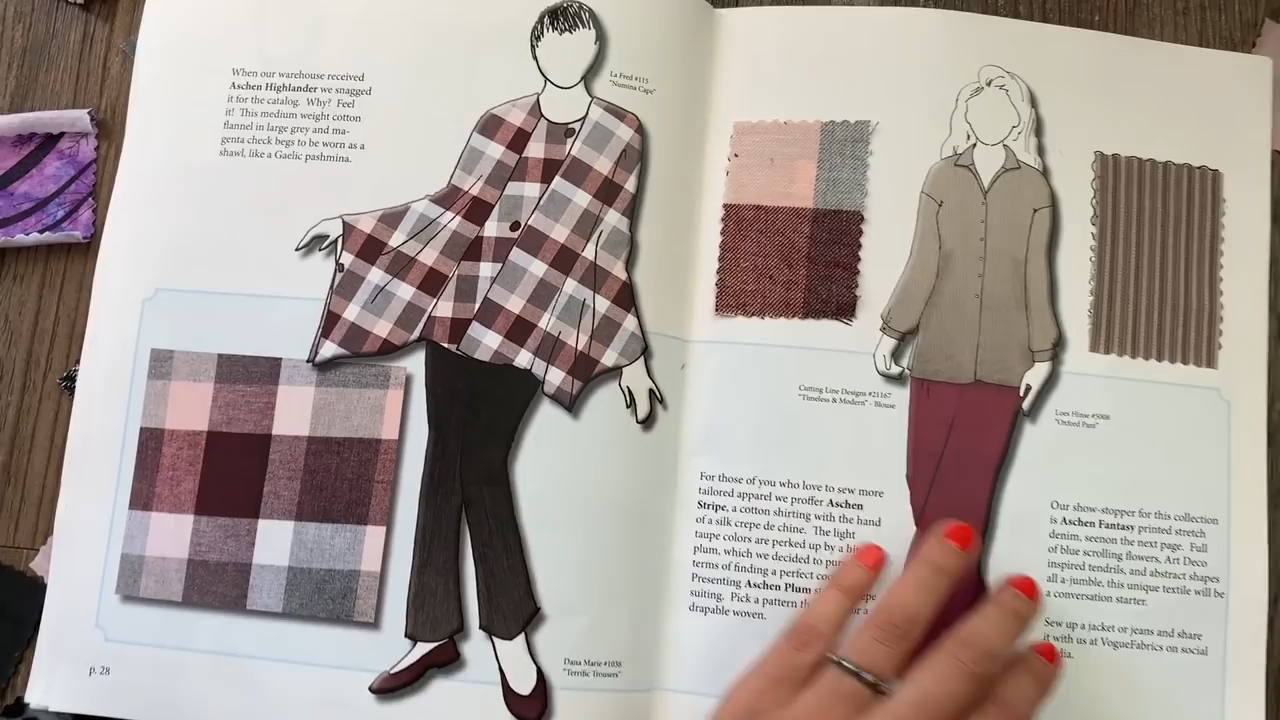 When our warehouse received
Aschen Highlander we snagged
it for the catalog. Why? Feel
it! This medium weight cotton
flannel in large grey and ma-
genta check begs to be worn as a
shawl, like a Gaelic pashmina.
La Fred #115
"Numina Cape"
Dana Marie #1038
"Terrific Trousers"
p. 28
Cutting Line Designs #21167
"Timeless & Modern" - Blouse
Loes Hinse #5008
"Oxford Pant"
For those of you who love to sew more
tailored apparel we proffer Aschen
Stripe, a cotton shirting with the hand
of a silk crepe de chine. The light
taupe colors are perked up by a
plum, which we decided to
terms of finding a perfect
Presenting Aschen Plum
suiting. Pick a pattern
drapable woven.
Our show-stopper for this collection
is Aschen Fantasy printed stretch
denim, seenon the next page. Full
of blue scrolling flowers, Art Deco
inspired tendrils, and abstract shapes
all a-jumble, this unique textile will be
a conversation starter.
Sew up a jacket or jeans and share
it with us at VogueFabrics on social